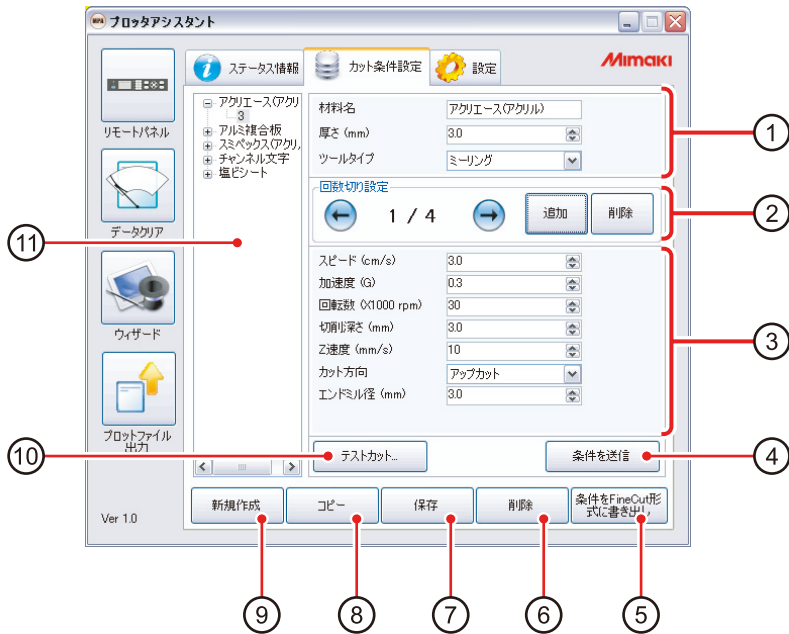 MPA プロッタアシスタント
ステータス情報
カット条件設定
設定
Mimaki
リモートパネル
データクリア
ウィザード
プロットファイル
出力
Ver 1.0
アクリエース(アクリ
3
アルミ複合板
スミペックス(アクリ,
チャンネル文字
塩ビシート
材料名 アクリエース(アクリル)
厚さ (mm) 3.0
ツールタイプ ミーリング
回数切り設定
1 / 4
追加
削除
スピード (cm/s) 3.0
加速度 (G) 0.3
回転数 (X1000 rpm) 30
切削深さ (mm) 3.0
Z速度 (mm/s) 10
カット方向 アップカット
エンドミル径 (mm) 3.0
テストカット...
条件を送信
新規作成
コピー
保存
削除
条件をFineCut形
式に書き出し
1
2
3
4
5
6
7
8
9
10
11